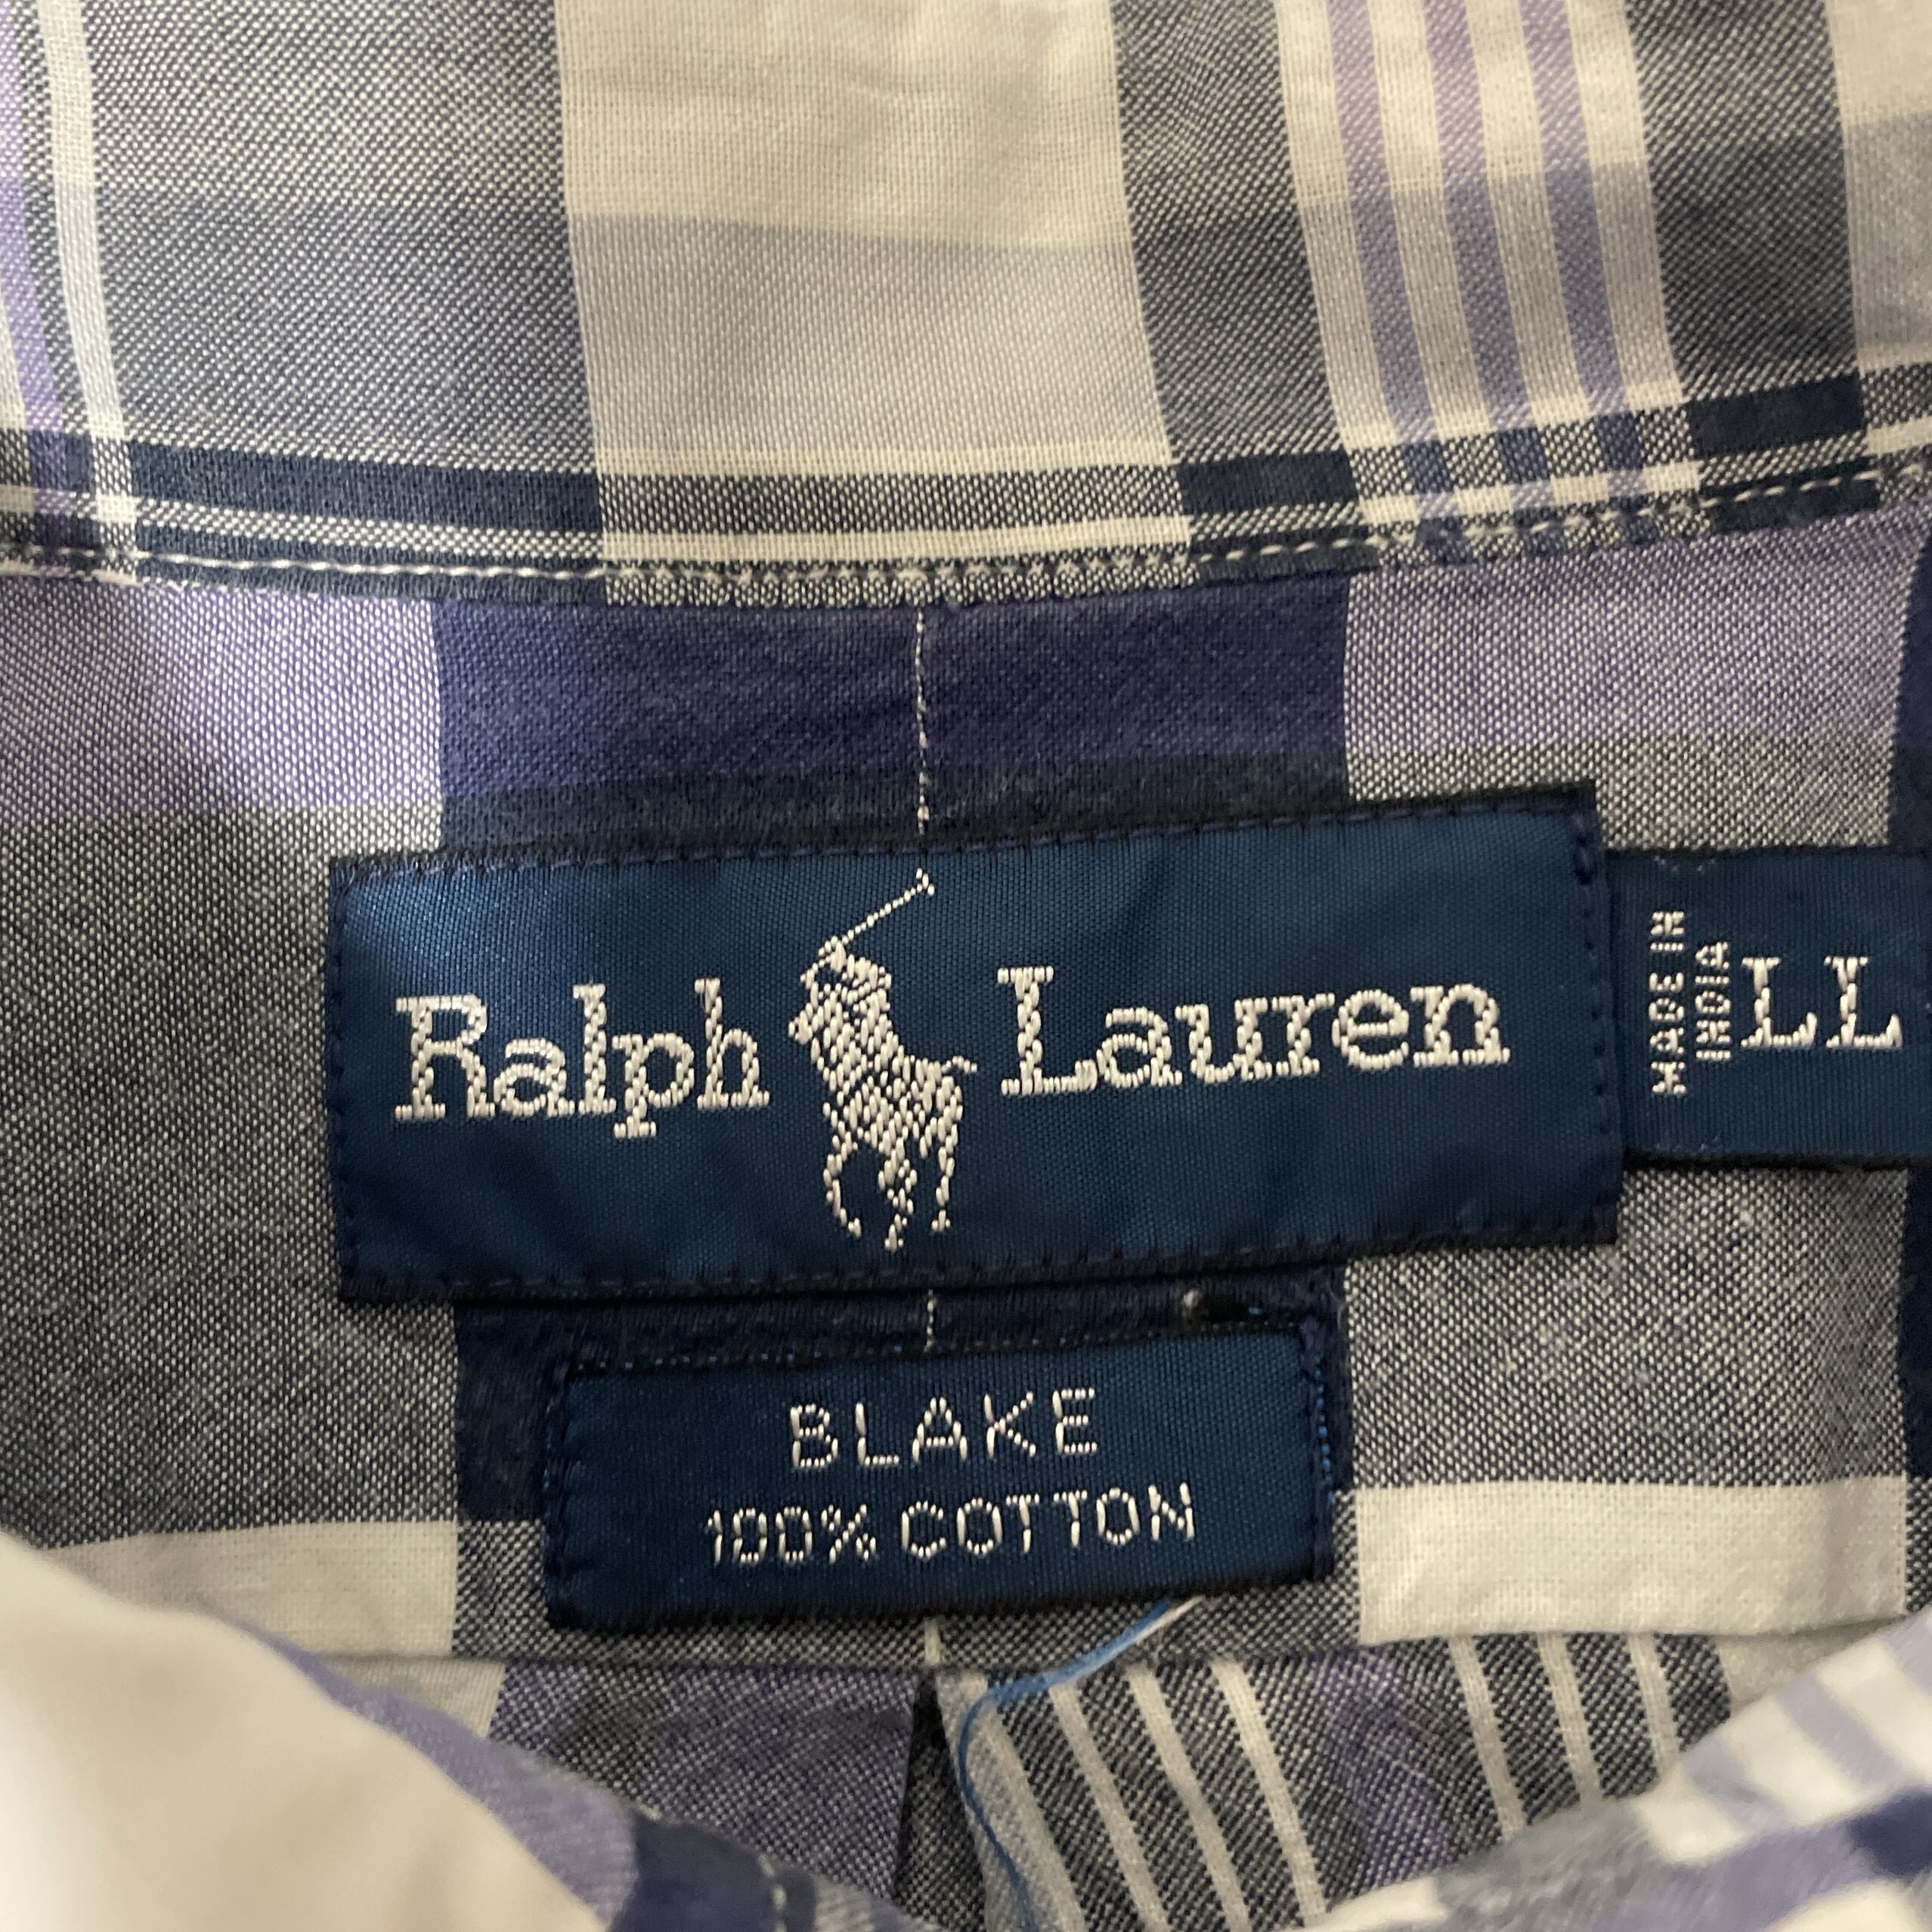 Ralph Lauren
MADE IN
INDIA
LL
BLAKE
100% COTTON